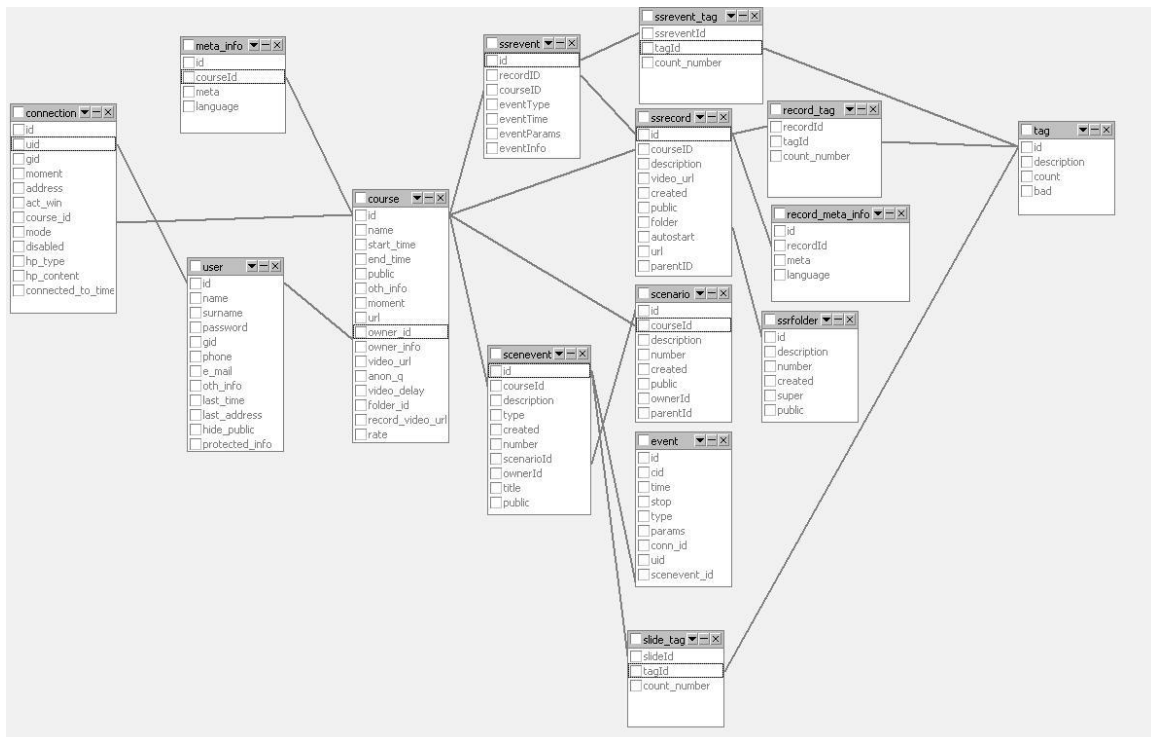 meta_info
id
courseId
meta
language
connection
id
uid
gid
moment
address
act_win
course_id
mode
disabled
hp_type
hp_content
connected_to_time
user
id
name
surname
password
gid
phone
e_mail
oth_info
last_time
last_address
hide_public
protected_info
course
id
name
start_time
end_time
public
oth_info
moment
url
owner_id
owner_info
video_url
anon_q
video_delay
folder_id
record_video_url
rate
ssrevent
id
recordID
courseID
eventType
eventTime
eventParams
eventInfo
scenevent
id
courseId
description
type
created
number
scenarioId
ownerId
title
public
ssrevent_tag
ssreventId
tagId
count_number
ssrecord
id
courseID
description
video_url
created
public
folder
autostart
url
parentID
scenario
id
courseId
description
number
created
public
ownerId
parentId
event
id
cid
time
stop
type
params
conn_id
uid
scenevent_id
slide_tag
slideId
tagId
count_number
record_tag
recordId
tagId
count_number
record_meta_info
id
recordId
meta
language
ssrfolder
id
description
number
created
super
public
tag
id
description
count
bad